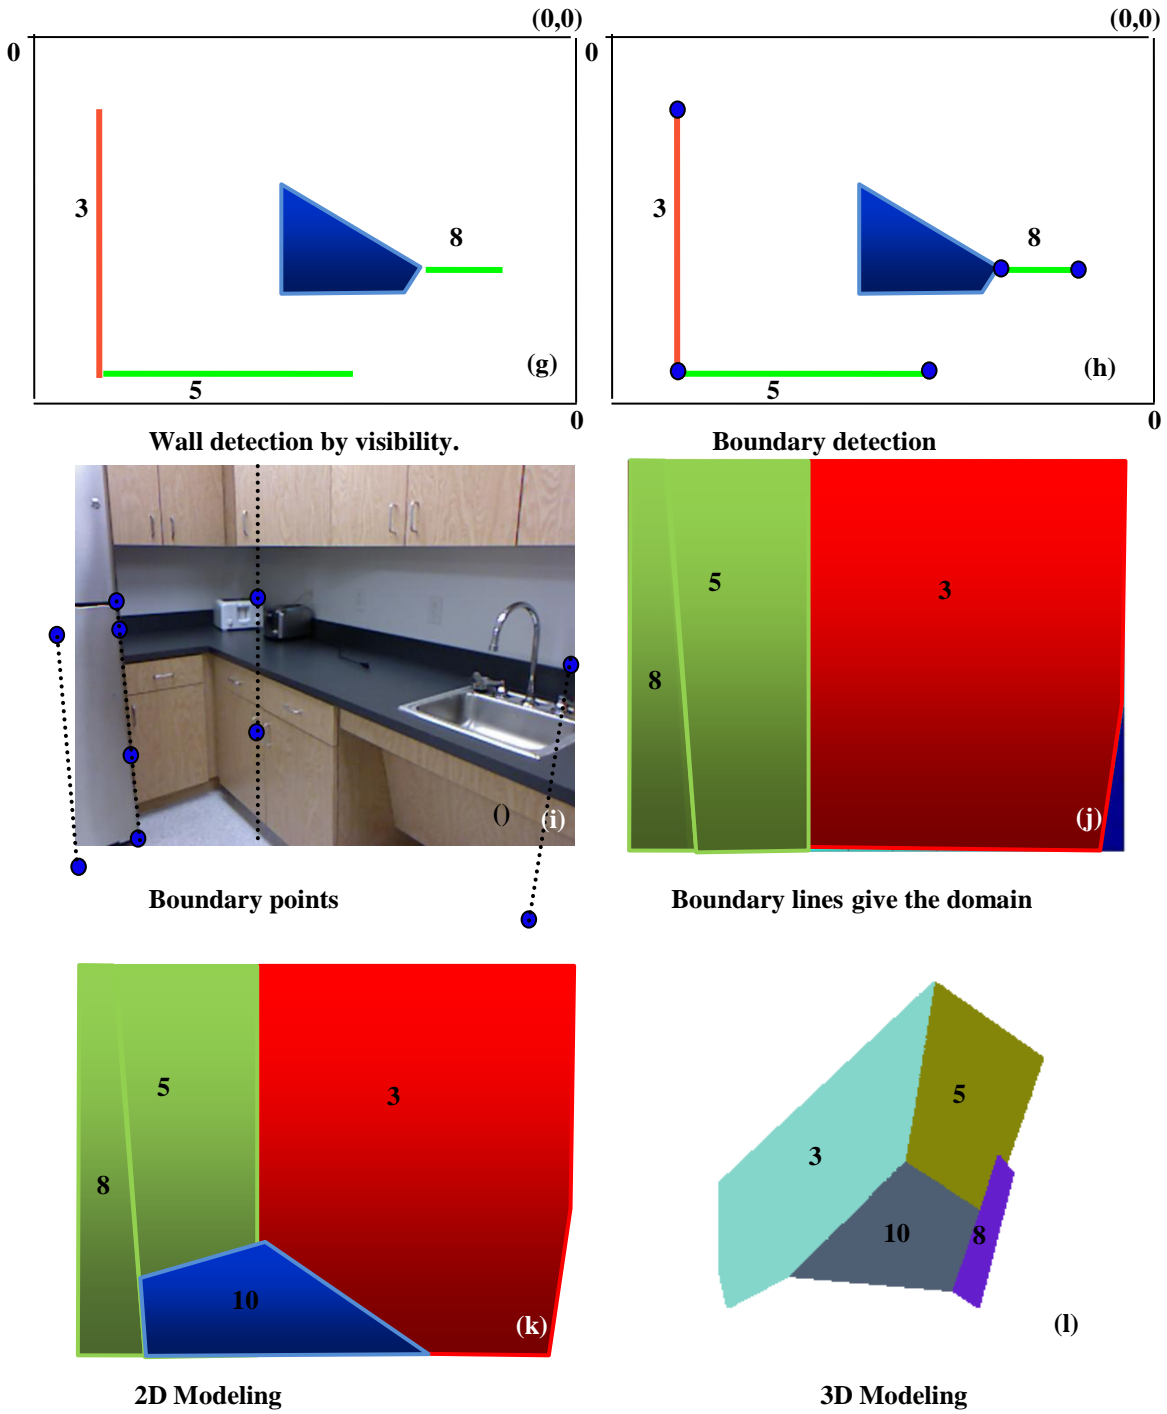 (0,0)
(0,0)
0
0
3
8
3
8
(g)
(h)
5
5
0
0
Wall detection by visibility.
Boundary detection
5
3
8
()
(i)
(j)
Boundary points
Boundary lines give the domain
5
3
8
10
(k)
5
3
10
8
(l)
2D Modeling
3D Modeling